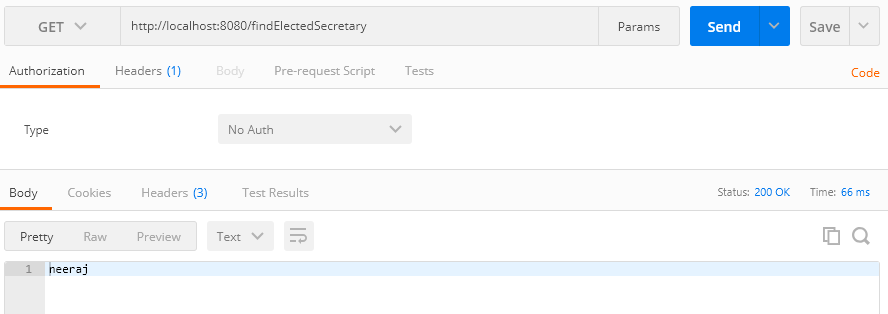 GET http://localhost:8080/findElectedSecretary Params Send Save
Authorization Headers (1) Body Pre-request Script Tests Code
Type No Auth
Body Cookies Headers (3) Test Results Status: 200 OK Time: 66 ms
Pretty Raw Preview Text
1 neeraj